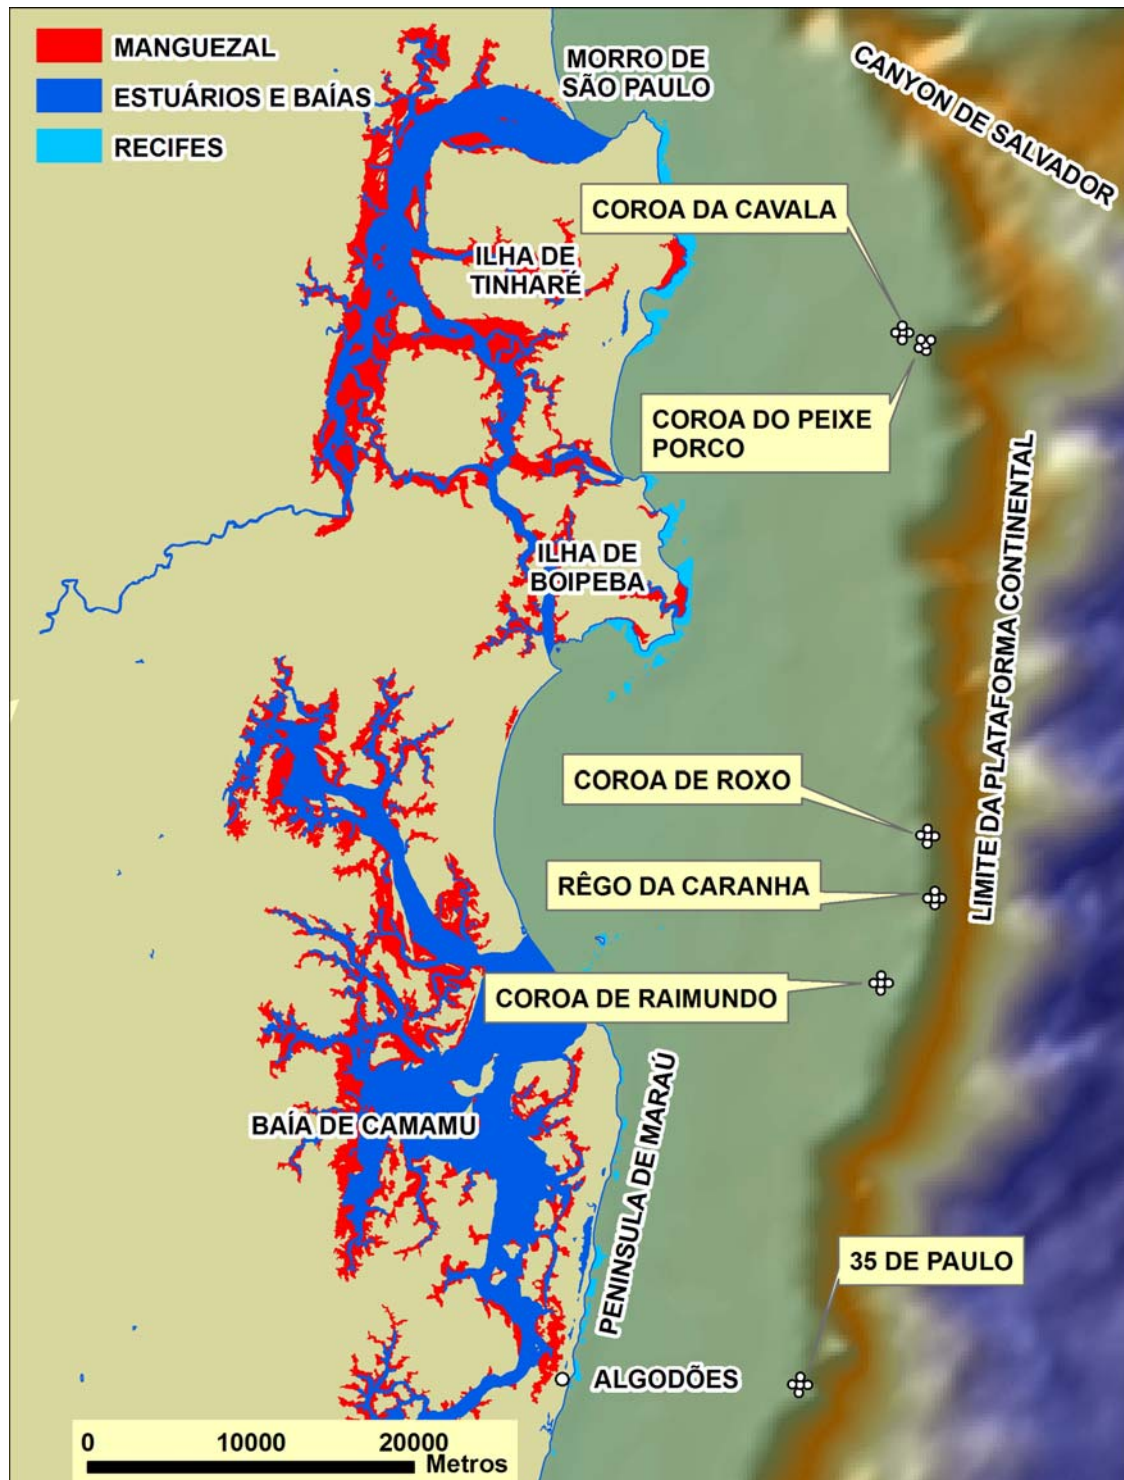 MANGUEZAL
ESTUÁRIOS E BAÍAS
RECIFES
MORRO DE
SÃO PAULO
CANYON DE SALVADOR
COROA DA CAVALA
ILHA DE
TINHARÉ
COROA DO PEIXE
PORCO
LIMITE DA PLATAFORMA CONTINENTAL
ILHA DE
BOIPEBA
COROA DE ROXO
RÊGO DA CARANHA
COROA DE RAIMUNDO
BAÍA DE CAMAMU
PENINSULA DE MARAÚ
35 DE PAULO
ALGODÕES
0 10000 20000
Metros